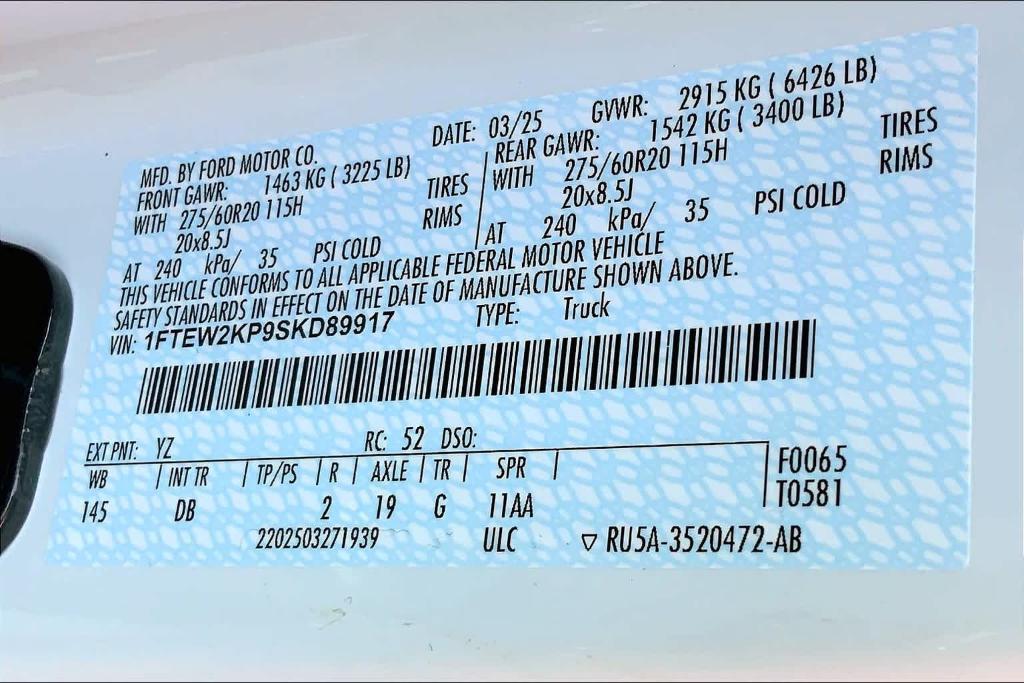 MFD. BY FORD MOTOR CO. DATE: 03/25 GVWR: 2915 KG ( 6426 LB)
FRONT GAWR: 1463 KG ( 3225 LB) REAR GAWR: 1542 KG ( 3400 LB)
WITH 275/60R20 115H TIRES WITH 275/60R20 115H TIRES
20x8.5J RIMS 20x8.5J RIMS
AT 240 kPa/ 35 PSI COLD AT 240 kPa/ 35 PSI COLD
THIS VEHICLE CONFORMS TO ALL APPLICABLE FEDERAL MOTOR VEHICLE
SAFETY STANDARDS IN EFFECT ON THE DATE OF MANUFACTURE SHOWN ABOVE.
VIN: 1FTEW2KP9SKD89917 TYPE: Truck
EXT PNT: YZ RC: 52 DSO:
WB INT TR TP/PS R AXLE TR SPR F0065
145 DB 2 19 G 11AA T0581
2202503271939 ULC ▽ RU5A-3520472-AB